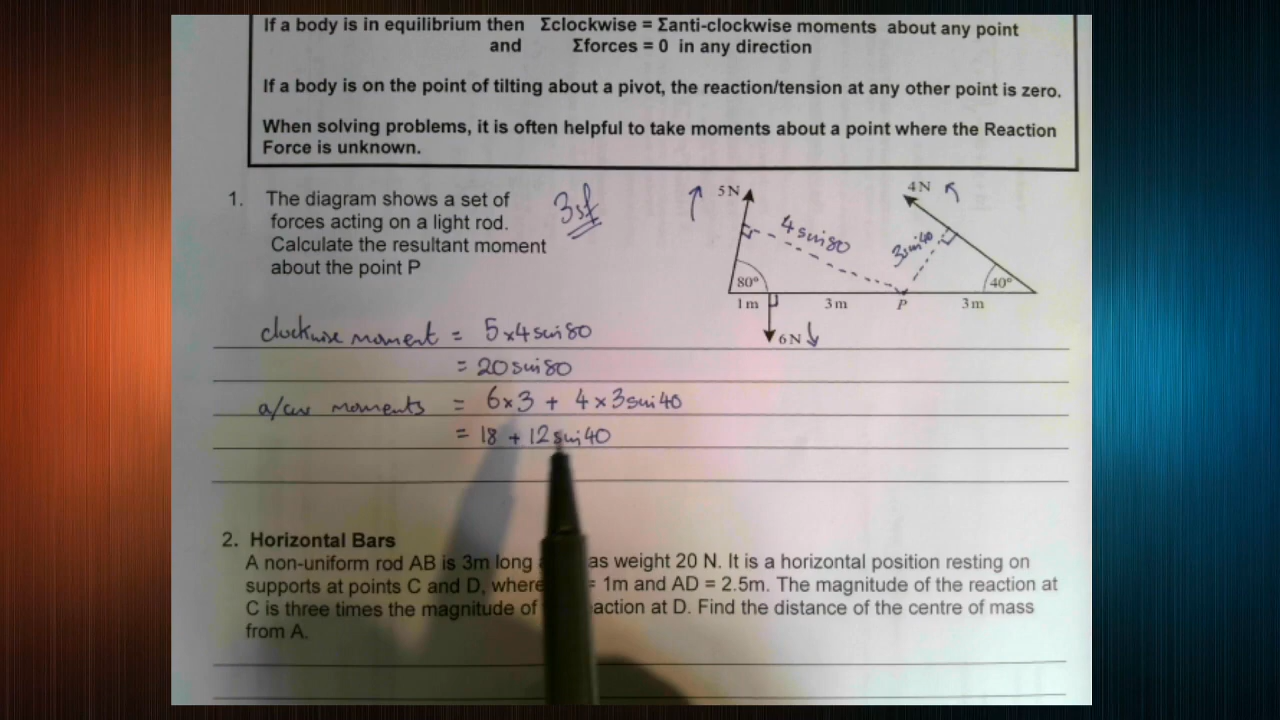 If a body is in equilibrium then Σclockwise = Σanti-clockwise moments about any point
and Σforces = 0 in any direction
If a body is on the point of tilting about a pivot, the reaction/tension at any other point is zero.
When solving problems, it is often helpful to take moments about a point where the Reaction
Force is unknown.
1. The diagram shows a set of
forces acting on a light rod.
Calculate the resultant moment
about the point P
3sf
5N
4N
4sin80
3sin40
80°
40°
1m
3m
P
3m
6N
clockwise moment = 5x4sin80
= 20sin80
a/cw moments = 6x3 + 4x3sin40
= 18 + 12sin40
2. Horizontal Bars
A non-uniform rod AB is 3m long as weight 20 N. It is a horizontal position resting on
supports at points C and D, where = 1m and AD = 2.5m. The magnitude of the reaction at
C is three times the magnitude of action at D. Find the distance of the centre of mass
from A.